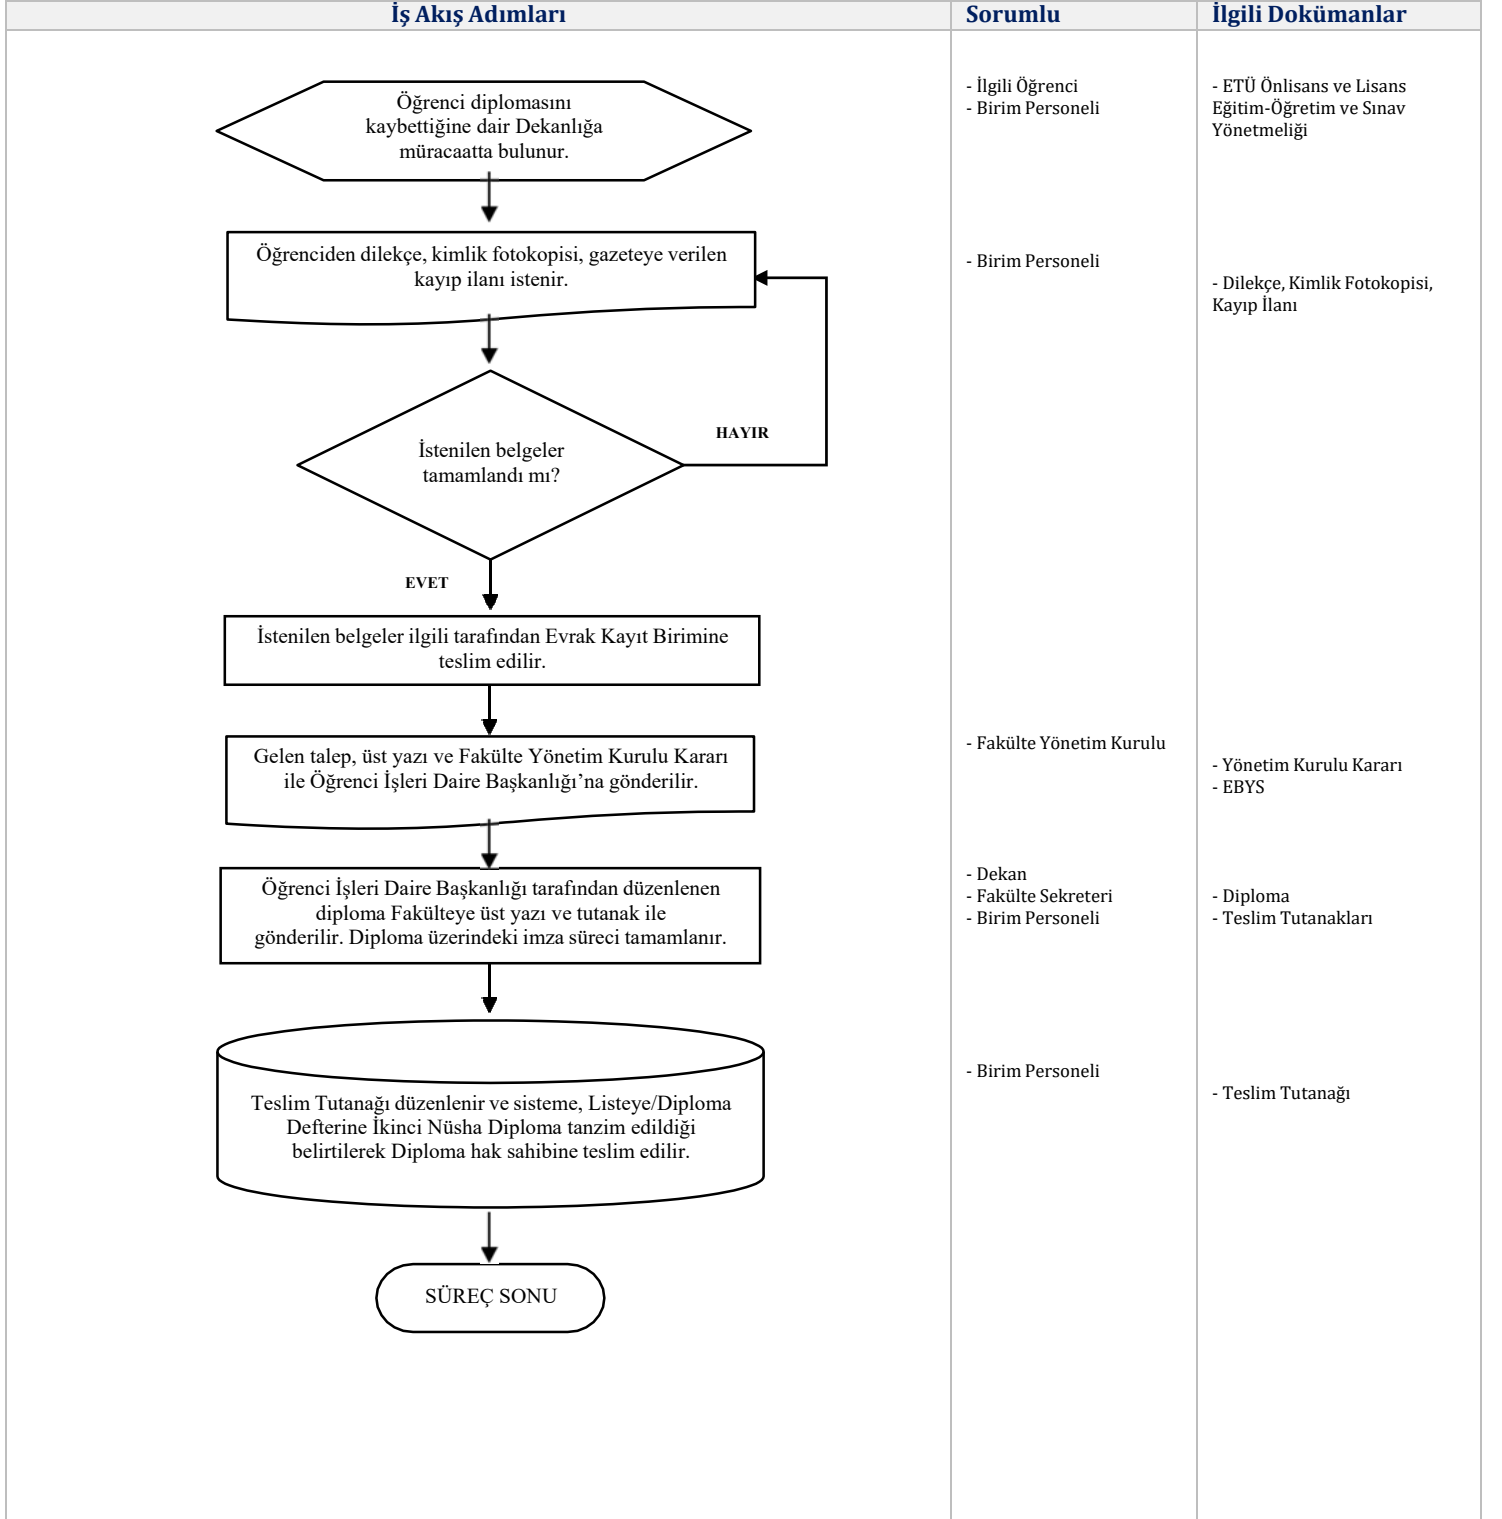 İş Akış Adımları
Sorumlu
İlgili Dokümanlar
Öğrenci diplomasını
kaybettiğine dair Dekanlığa
müracaatta bulunur.
- İlgili Öğrenci
- Birim Personeli
- ETÜ Önlisans ve Lisans
Eğitim-Öğretim ve Sınav
Yönetmeliği
Öğrenciden dilekçe, kimlik fotokopisi, gazeteye verilen
kayıp ilanı istenir.
- Birim Personeli
- Dilekçe, Kimlik Fotokopisi,
Kayıp İlanı
İstenilen belgeler
tamamlandı mı?
HAYIR
EVET
İstenilen belgeler ilgili tarafından Evrak Kayıt Birimine
teslim edilir.
Gelen talep, üst yazı ve Fakülte Yönetim Kurulu Kararı
ile Öğrenci İşleri Daire Başkanlığı’na gönderilir.
- Fakülte Yönetim Kurulu
- Yönetim Kurulu Kararı
- EBYS
Öğrenci İşleri Daire Başkanlığı tarafından düzenlenen
diploma Fakülteye üst yazı ve tutanak ile
gönderilir. Diploma üzerindeki imza süreci tamamlanır.
- Dekan
- Fakülte Sekreteri
- Birim Personeli
- Diploma
- Teslim Tutanakları
Teslim Tutanağı düzenlenir ve sisteme, Listeye/Diploma
Defterine İkinci Nüsha Diploma tanzim edildiği
belirtilerek Diploma hak sahibine teslim edilir.
- Birim Personeli
- Teslim Tutanağı
SÜREÇ SONU